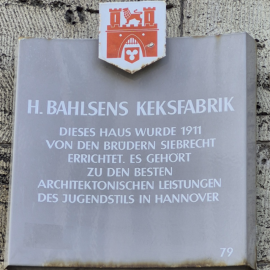 H. BAHLSENS KEKSFABRIK
DIESES HAUS WURDE 1911
VON DEN BRÜDERN SIEBRECHT
ERRICHTET. ES GEHÖRT
ZU DEN BESTEN
ARCHITEKTONISCHEN LEISTUNGEN
DES JUGENDSTILS IN HANNOVER
79